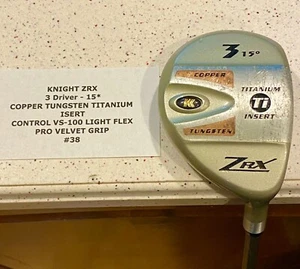 KNIGHT ZRX
3 Driver - 15*
COPPER TUNGSTEN TITANIUM
ISERT
CONTROL VS-100 LIGHT FLEX
PRO VELVET GRIP
#38
3 15°
COPPER
TITANIUM
K
TI
INSERT
TUNGSTEN
ZRX